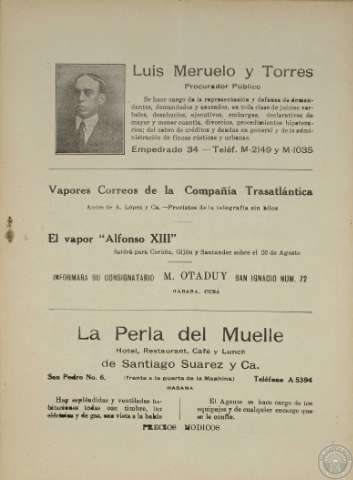 Luis Meruelo y Torres
Procurador Público
Se hace cargo de la representación y defensa de deman-
dantes, demandados y acusados, en toda clase de juicios ver-
bales, desahucios, ejecutivos, embargos, declarativos de
mayor y menor cuantía, divorcios, procedimientos hipoteca-
rios; del cobro de créditos y deudas en general y de la admi-
nistración de fincas rústicas y urbanas.
Empedrado 34 — Teléf. M-2149 y M-1035
Vapores Correos de la Compañía Trasatlántica
Antes de A. López y Ca.—Provistos de la telegrafía sin hilos
El vapor "Alfonso XIII"
Saldrá para Coruña, Gijón y Santander sobre el 20 de Agosto
INFORMARA SU CONSIGNATARIO M. OTADUY SAN IGNACIO NUM. 72
HABANA, CUBA
La Perla del Muelle
Hotel, Restaurant, Café y Lunch
de Santiago Suarez y Ca.
San Pedro No. 6. (frente a la puerta de la Machina) Teléfono A 5394
HABANA
Hay espléndidas y ventiladas ha-
bitaciones todas con timbre, luz
eléctrica y de gas, con vista a la bahía
El Agente se hace cargo de los
equipajes y de cualquier encargo que
se le confíe.
PRECIOS MODICOS